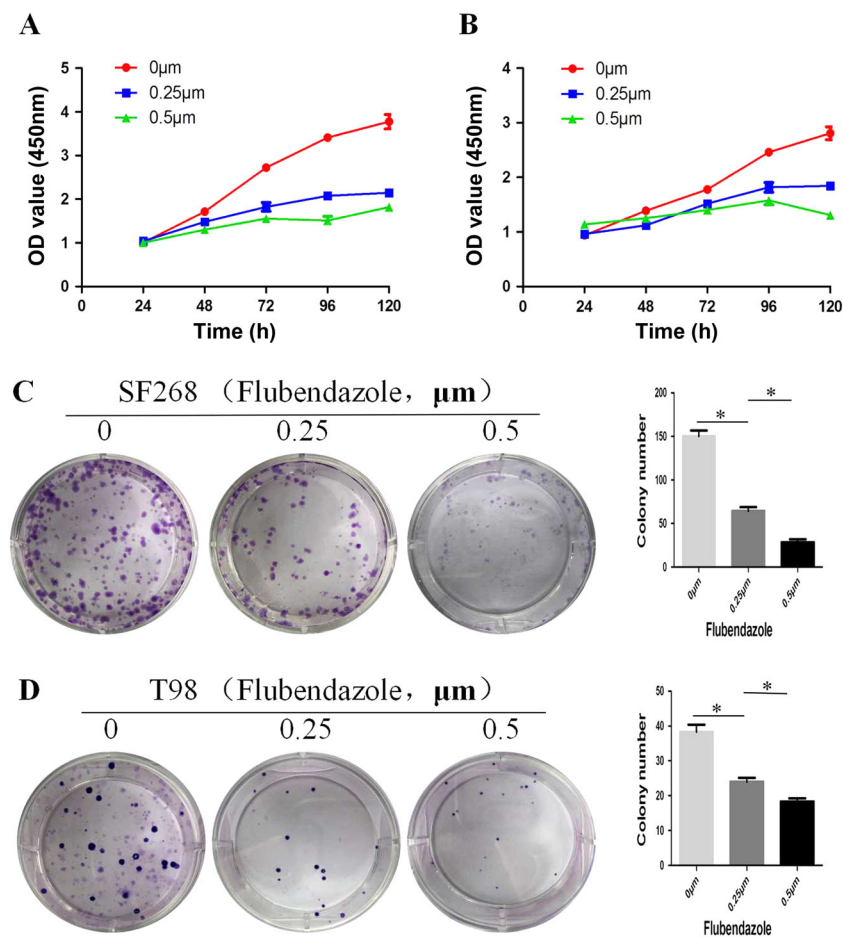 A
5
4
3
2
1
0
OD value (450nm)
0μm
0.25μm
0.5μm
0
24
48
72
96
120
Time (h)
B
4
3
2
1
0
OD value (450nm)
0μm
0.25μm
0.5μm
0
24
48
72
96
120
Time (h)
C
SF268 （Flubendazole，μm）
0
0.25
0.5
200
150
100
50
0
Colony number
*
*
0μm
0.25μm
0.5μm
Flubendazole
D
T98 （Flubendazole，μm）
0
0.25
0.5
50
40
30
20
10
0
Colony number
*
*
0μm
0.25μm
0.5μm
Flubendazole